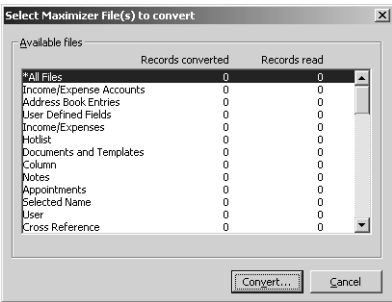 Select Maximizer File(s) to convert
Available files
Records converted Records read
*All Files 0 0
Income/Expense Accounts 0 0
Address Book Entries 0 0
User Defined Fields 0 0
Income/Expenses 0 0
Hotlist 0 0
Documents and Templates 0 0
Column 0 0
Notes 0 0
Appointments 0 0
Selected Name 0 0
User 0 0
Cross Reference 0 0
Convert... Cancel